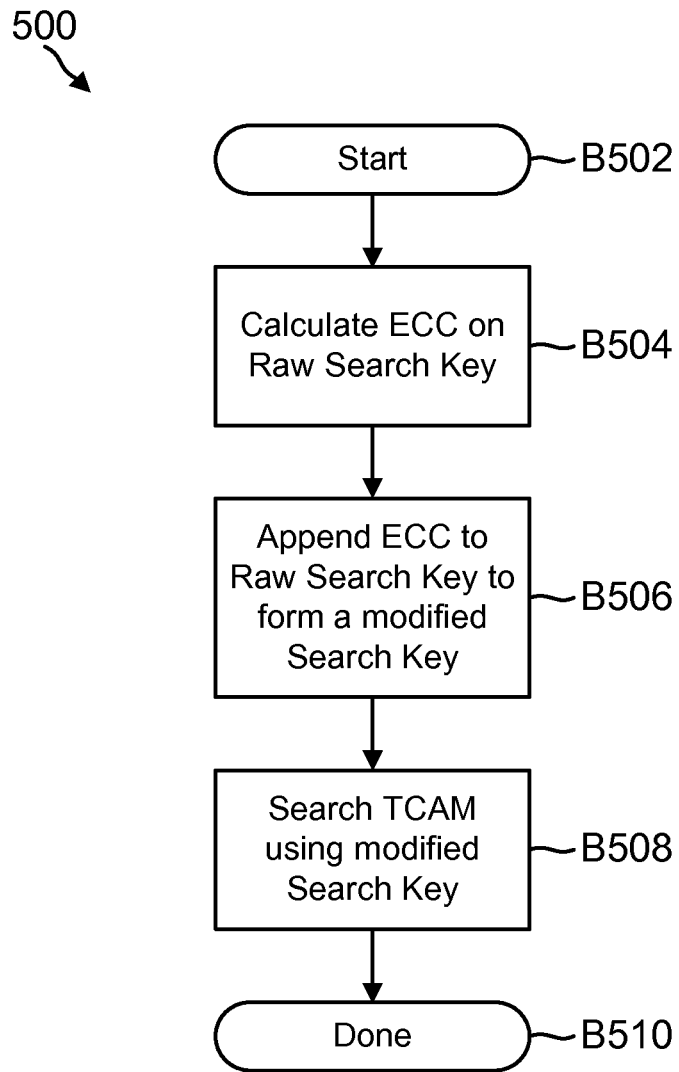 500
Start
B502
Calculate ECC on
Raw Search Key
B504
Append ECC to
Raw Search Key to
form a modified
Search Key
B506
Search TCAM
using modified
Search Key
B508
Done
B510